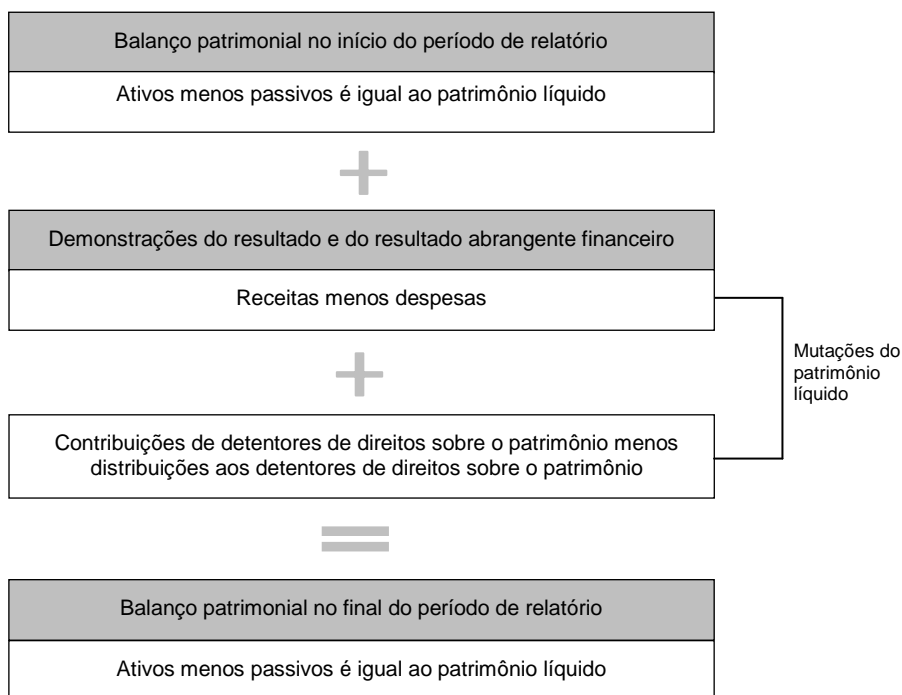 Balanço patrimonial no início do período de relatório
Ativos menos passivos é igual ao patrimônio líquido
+
Demonstrações do resultado e do resultado abrangente financeiro
Receitas menos despesas
Mutações do
patrimônio
líquido
+
Contribuições de detentores de direitos sobre o patrimônio menos
distribuições aos detentores de direitos sobre o patrimônio
=
Balanço patrimonial no final do período de relatório
Ativos menos passivos é igual ao patrimônio líquido